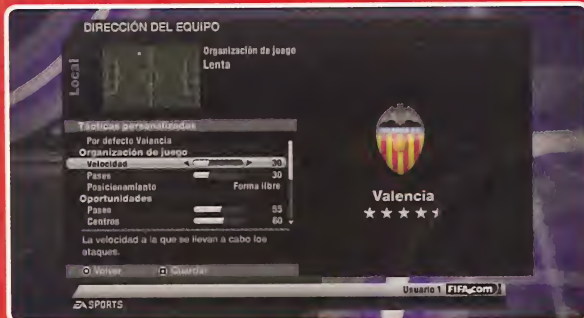 DIRECCIÓN DEL EQUIPO
Local
Organización de juego
Lenta
Tácticas personalizadas
Por defecto Valencia
Organización de juego
Velocidad 30
Pases 30
Posicionamiento Forma libre
Oportunidades
Pases 55
Centros 60
La velocidad a la que se llevan a cabo los
ataques.
Volver Guardar
Valencia
Usuario 1 FIFA.com
EA SPORTS